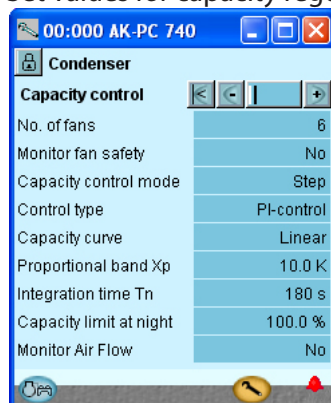 00:000 AK-PC 740
Condenser
Capacity control
No. of fans 6
Monitor fan safety No
Capacity control mode Step
Control type PI-control
Capacity curve Linear
Proportional band Xp 10.0 K
Integration time Tn 180 s
Capacity limit at night 100.0 %
Monitor Air Flow No